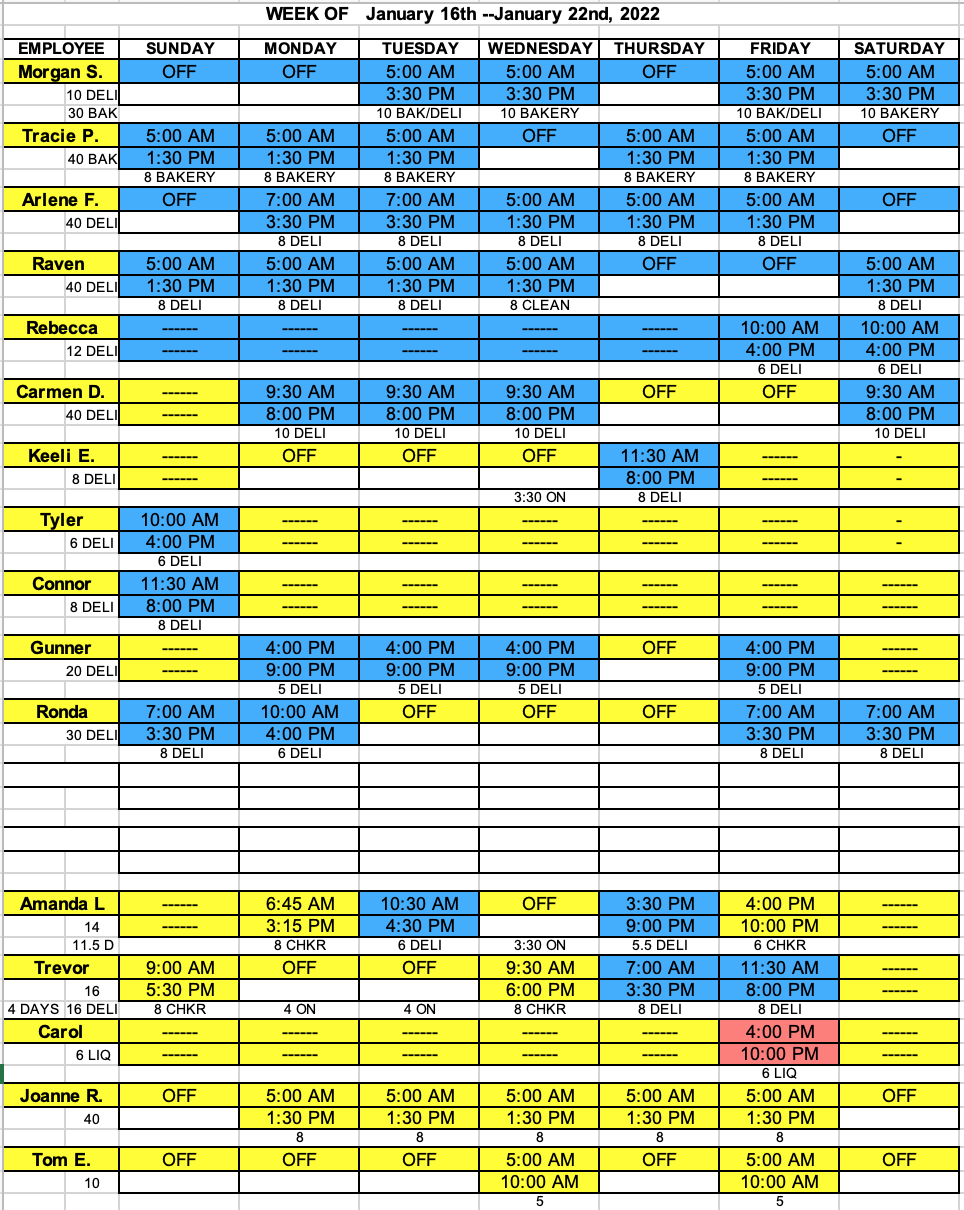 WEEK OF January 16th --January 22nd, 2022
EMPLOYEE SUNDAY MONDAY TUESDAY WEDNESDAY THURSDAY FRIDAY SATURDAY
Morgan S. OFF OFF 5:00 AM 5:00 AM OFF 5:00 AM 5:00 AM
10 DELI 3:30 PM 3:30 PM 3:30 PM 3:30 PM
30 BAK 10 BAK/DELI 10 BAKERY 10 BAK/DELI 10 BAKERY
Tracie P. 5:00 AM 5:00 AM 5:00 AM OFF 5:00 AM 5:00 AM OFF
40 BAK 1:30 PM 1:30 PM 1:30 PM 1:30 PM 1:30 PM
8 BAKERY 8 BAKERY 8 BAKERY 8 BAKERY 8 BAKERY
Arlene F. OFF 7:00 AM 7:00 AM 5:00 AM 5:00 AM 5:00 AM OFF
40 DELI 3:30 PM 3:30 PM 1:30 PM 1:30 PM 1:30 PM
8 DELI 8 DELI 8 DELI 8 DELI 8 DELI
Raven 5:00 AM 5:00 AM 5:00 AM 5:00 AM OFF OFF 5:00 AM
40 DELI 1:30 PM 1:30 PM 1:30 PM 1:30 PM 1:30 PM
8 DELI 8 DELI 8 DELI 8 CLEAN 8 DELI
Rebecca ------ ------ ------ ------ ------ 10:00 AM 10:00 AM
12 DELI ------ ------ ------ ------ ------ 4:00 PM 4:00 PM
6 DELI 6 DELI
Carmen D. ------ 9:30 AM 9:30 AM 9:30 AM OFF OFF 9:30 AM
40 DELI ------ 8:00 PM 8:00 PM 8:00 PM 8:00 PM
10 DELI 10 DELI 10 DELI 10 DELI
Keeli E. ------ OFF OFF OFF 11:30 AM ------ -
8 DELI ------ 8:00 PM ------ -
3:30 ON 8 DELI
Tyler 10:00 AM ------ ------ ------ ------ ------ -
6 DELI 4:00 PM ------ ------ ------ ------ ------ -
6 DELI
Connor 11:30 AM ------ ------ ------ ------ ------ ------
8 DELI 8:00 PM ------ ------ ------ ------ ------ ------
8 DELI
Gunner ------ 4:00 PM 4:00 PM 4:00 PM OFF 4:00 PM ------
20 DELI ------ 9:00 PM 9:00 PM 9:00 PM 9:00 PM ------
5 DELI 5 DELI 5 DELI 5 DELI
Ronda 7:00 AM 10:00 AM OFF OFF OFF 7:00 AM 7:00 AM
30 DELI 3:30 PM 4:00 PM 3:30 PM 3:30 PM
8 DELI 6 DELI 8 DELI 8 DELI
Amanda L ------ 6:45 AM 10:30 AM OFF 3:30 PM 4:00 PM ------
14 ------ 3:15 PM 4:30 PM 9:00 PM 10:00 PM ------
11.5 D 8 CHKR 6 DELI 3:30 ON 5.5 DELI 6 CHKR
Trevor 9:00 AM OFF OFF 9:30 AM 7:00 AM 11:30 AM ------
16 5:30 PM 6:00 PM 3:30 PM 8:00 PM ------
4 DAYS 16 DELI 8 CHKR 4 ON 4 ON 8 CHKR 8 DELI 8 DELI
Carol ------ ------ ------ ------ ------ 4:00 PM ------
6 LIQ ------ ------ ------ ------ ------ 10:00 PM ------
6 LIQ
Joanne R. OFF 5:00 AM 5:00 AM 5:00 AM 5:00 AM 5:00 AM OFF
40 1:30 PM 1:30 PM 1:30 PM 1:30 PM 1:30 PM
8 8 8 8 8
Tom E. OFF OFF OFF 5:00 AM OFF 5:00 AM OFF
10 10:00 AM 10:00 AM
5 5